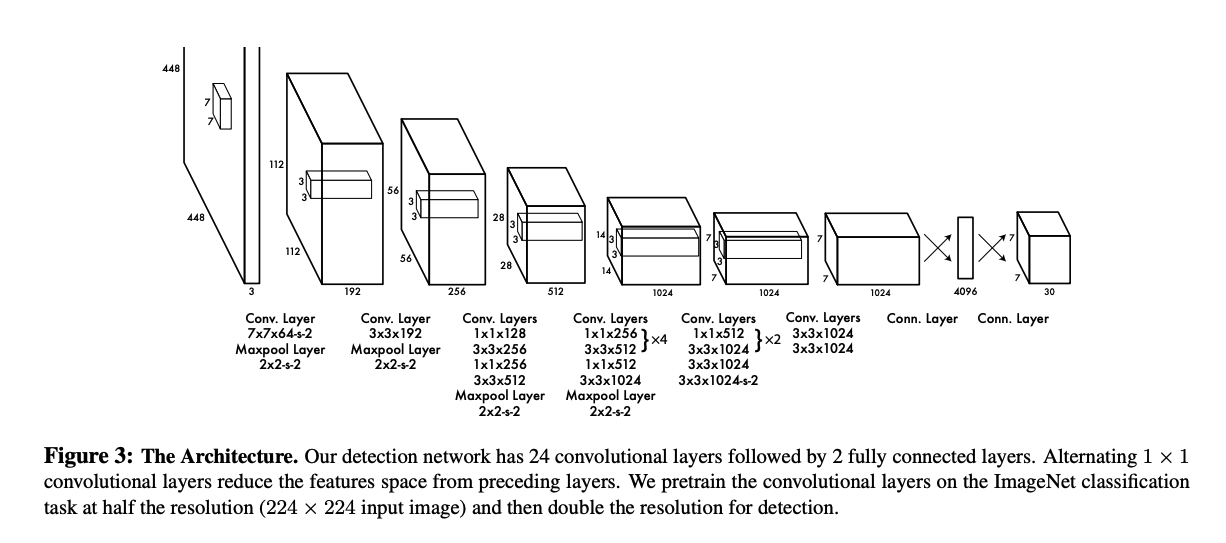 448
7
7
448
3
112
3
3
112
192
56
3
3
56
256
28
3
3
28
512
14
3
3
14
1024
7
3
3
7
1024
7
7
1024
4096
7
7
30
Conv. Layer
7x7x64-s-2
Maxpool Layer
2x2-s-2
Conv. Layer
3x3x192
Maxpool Layer
2x2-s-2
Conv. Layers
1x1x128
3x3x256
1x1x256
3x3x512
Maxpool Layer
2x2-s-2
Conv. Layers
1x1x256
3x3x512 }x4
1x1x512
3x3x1024
Maxpool Layer
2x2-s-2
Conv. Layers
1x1x512
3x3x1024 }x2
3x3x1024
3x3x1024-s-2
Conv. Layers
3x3x1024
3x3x1024
Conn. Layer
Conn. Layer
Figure 3: The Architecture. Our detection network has 24 convolutional layers followed by 2 fully connected layers. Alternating 1 × 1
convolutional layers reduce the features space from preceding layers. We pretrain the convolutional layers on the ImageNet classification
task at half the resolution (224 × 224 input image) and then double the resolution for detection.